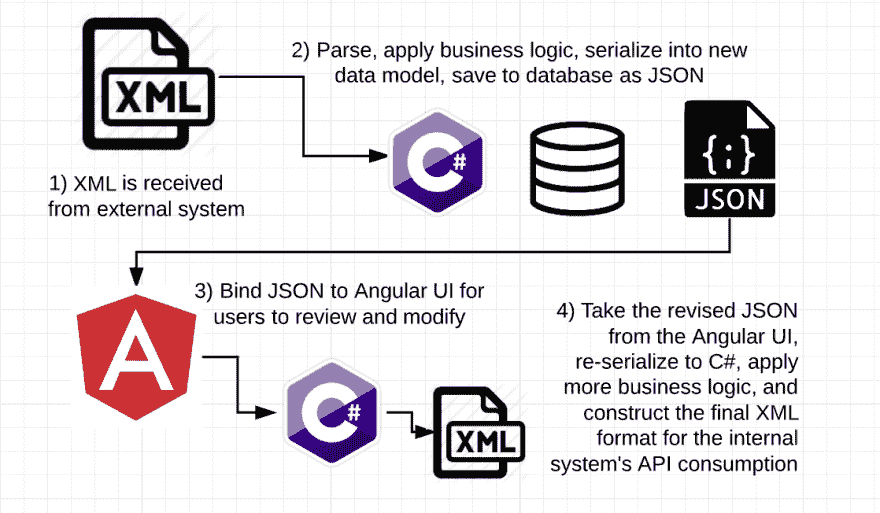 XML
2) Parse, apply business logic, serialize into new
data model, save to database as JSON
C#
{;}
JSON
1) XML is received
from external system
3) Bind JSON to Angular UI for
users to review and modify
A
C#
XML
4) Take the revised JSON
from the Angular UI,
re-serialize to C#, apply
more business logic, and
construct the final XML
format for the internal
system's API consumption